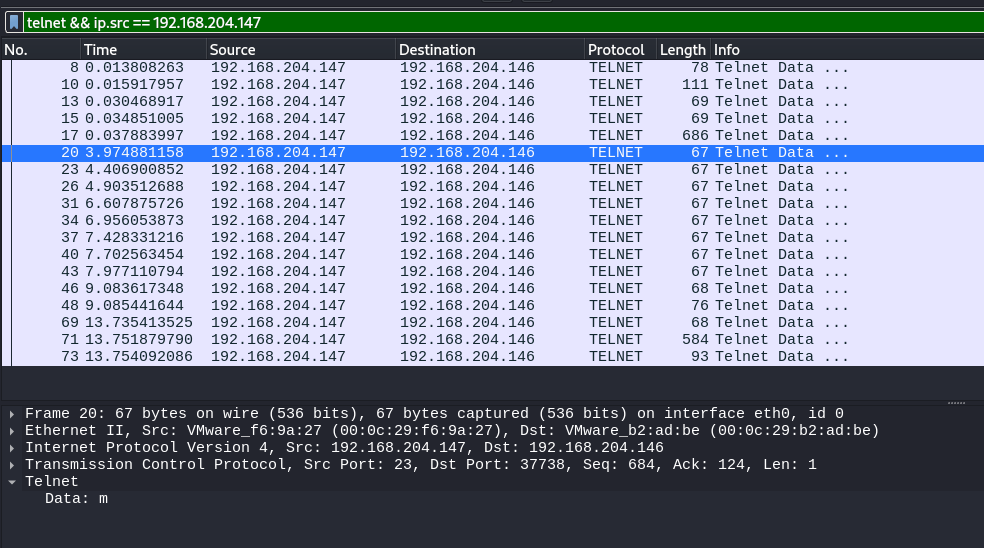 telnet && ip.src == 192.168.204.147
No. Time Source Destination Protocol Length Info
8 0.013808263 192.168.204.147 192.168.204.146 TELNET 78 Telnet Data ...
10 0.015917957 192.168.204.147 192.168.204.146 TELNET 111 Telnet Data ...
13 0.030468917 192.168.204.147 192.168.204.146 TELNET 69 Telnet Data ...
15 0.034851005 192.168.204.147 192.168.204.146 TELNET 69 Telnet Data ...
17 0.037883997 192.168.204.147 192.168.204.146 TELNET 686 Telnet Data ...
20 3.974881158 192.168.204.147 192.168.204.146 TELNET 67 Telnet Data ...
23 4.406900852 192.168.204.147 192.168.204.146 TELNET 67 Telnet Data ...
26 4.903512688 192.168.204.147 192.168.204.146 TELNET 67 Telnet Data ...
31 6.607875726 192.168.204.147 192.168.204.146 TELNET 67 Telnet Data ...
34 6.956053873 192.168.204.147 192.168.204.146 TELNET 67 Telnet Data ...
37 7.428331216 192.168.204.147 192.168.204.146 TELNET 67 Telnet Data ...
40 7.702563454 192.168.204.147 192.168.204.146 TELNET 67 Telnet Data ...
43 7.977110794 192.168.204.147 192.168.204.146 TELNET 67 Telnet Data ...
46 9.083617348 192.168.204.147 192.168.204.146 TELNET 68 Telnet Data ...
48 9.085441644 192.168.204.147 192.168.204.146 TELNET 76 Telnet Data ...
69 13.735413525 192.168.204.147 192.168.204.146 TELNET 68 Telnet Data ...
71 13.751879790 192.168.204.147 192.168.204.146 TELNET 584 Telnet Data ...
73 13.754092086 192.168.204.147 192.168.204.146 TELNET 93 Telnet Data ...
Frame 20: 67 bytes on wire (536 bits), 67 bytes captured (536 bits) on interface eth0, id 0
Ethernet II, Src: VMware_f6:9a:27 (00:0c:29:f6:9a:27), Dst: VMware_b2:ad:be (00:0c:29:b2:ad:be)
Internet Protocol Version 4, Src: 192.168.204.147, Dst: 192.168.204.146
Transmission Control Protocol, Src Port: 23, Dst Port: 37738, Seq: 684, Ack: 124, Len: 1
Telnet
Data: m